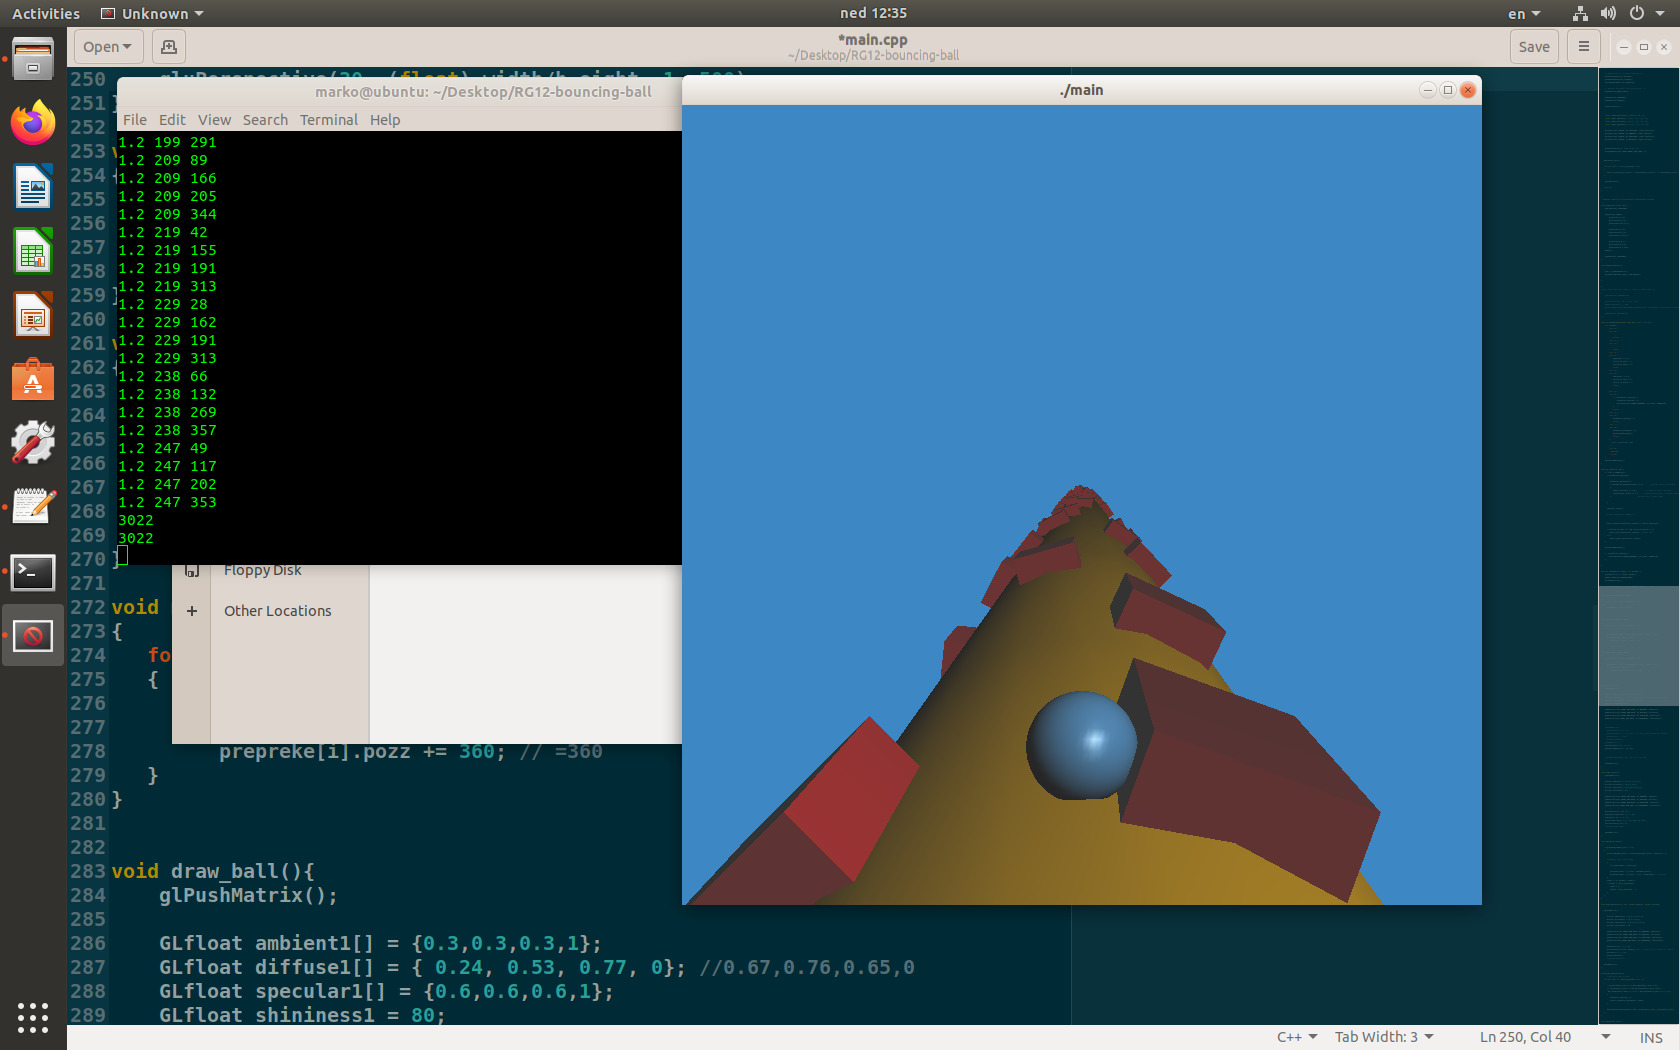 Activities
Unknown
ned 12:35
en
Open
*main.cpp
~/Desktop/RG12-bouncing-ball
Save
250
251
252
253
254
255
256
257
258
259
260
261
262
263
264
265
266
267
268
269
270 }
271
272 void
273 {
274 fo
275 {
276
277
278 prepreke[i].pozz += 360; // =360
279 }
280 }
281
282
283 void draw_ball(){
284 glPushMatrix();
285
286 GLfloat ambient1[] = {0.3,0.3,0.3,1};
287 GLfloat diffuse1[] = { 0.24, 0.53, 0.77, 0}; //0.67,0.76,0.65,0
288 GLfloat specular1[] = {0.6,0.6,0.6,1};
289 GLfloat shininess1 = 80;
marko@ubuntu: ~/Desktop/RG12-bouncing-ball
File Edit View Search Terminal Help
1.2 199 291
1.2 209 89
1.2 209 166
1.2 209 205
1.2 209 344
1.2 219 42
1.2 219 155
1.2 219 191
1.2 219 313
1.2 229 28
1.2 229 162
1.2 229 191
1.2 229 313
1.2 238 66
1.2 238 132
1.2 238 269
1.2 238 357
1.2 247 49
1.2 247 117
1.2 247 202
1.2 247 353
3022
3022
Floppy Disk
+ Other Locations
./main
C++
Tab Width: 3
Ln 250, Col 40
INS